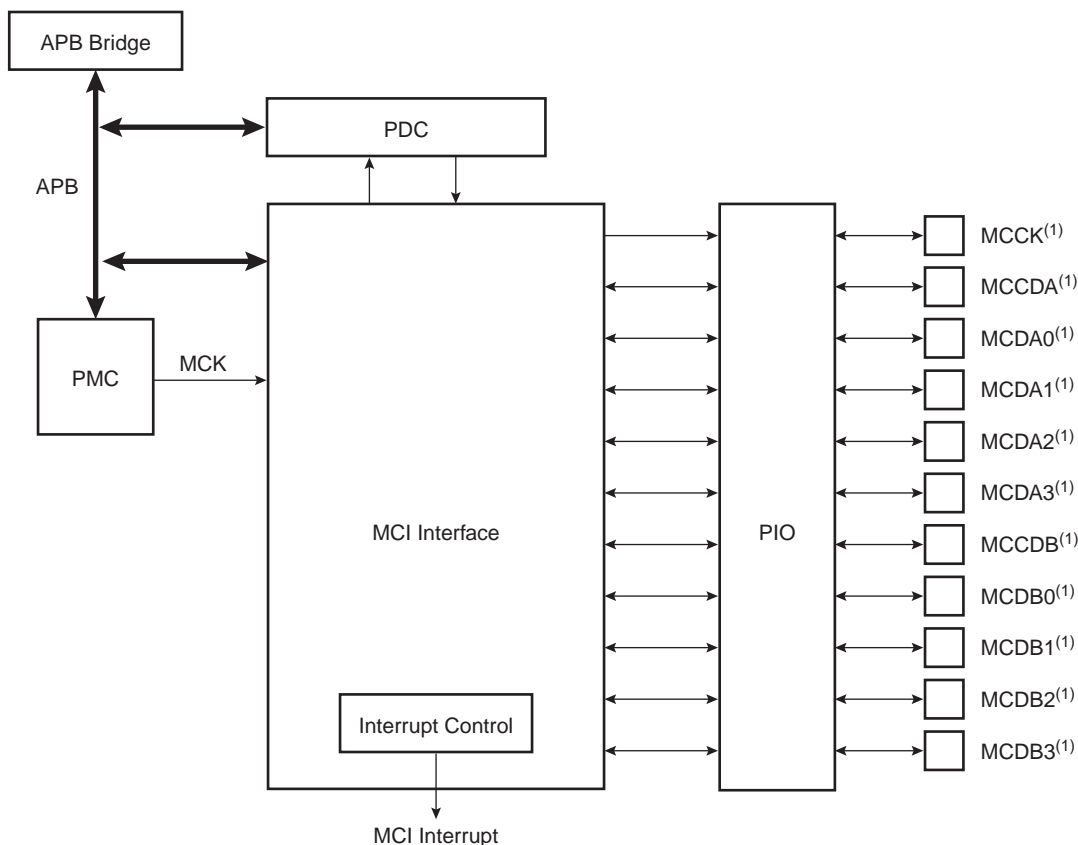 APB Bridge
PDC
APB
MCCK(1)
MCCDA(1)
MCDA0(1)
MCK
PMC
MCDA1(1)
MCDA2(1)
MCDA3(1)
MCI Interface
PIO
MCCDB(1)
MCDB0(1)
MCDB1(1)
MCDB2(1)
Interrupt Control
MCDB3(1)
MCI Interrupt